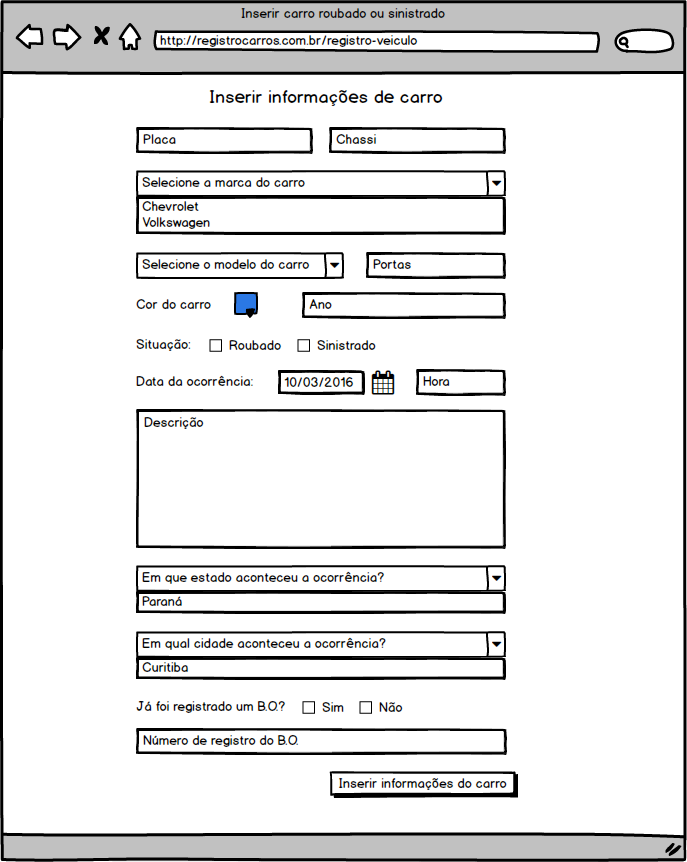 Inserir carro roubado ou sinistrado
http://registrocarros.com.br/registro-veiculo
Inserir informações de carro
Placa
Chassi
Selecione a marca do carro
Chevrolet
Volkswagen
Selecione o modelo do carro
Portas
Cor do carro
Ano
Situação:
Roubado
Sinistrado
Data da ocorrência:
10/03/2016
Hora
Descrição
Em que estado aconteceu a ocorrência?
Paraná
Em qual cidade aconteceu a ocorrência?
Curitiba
Já foi registrado um B.O.?
Sim
Não
Número de registro do B.O.
Inserir informações do carro